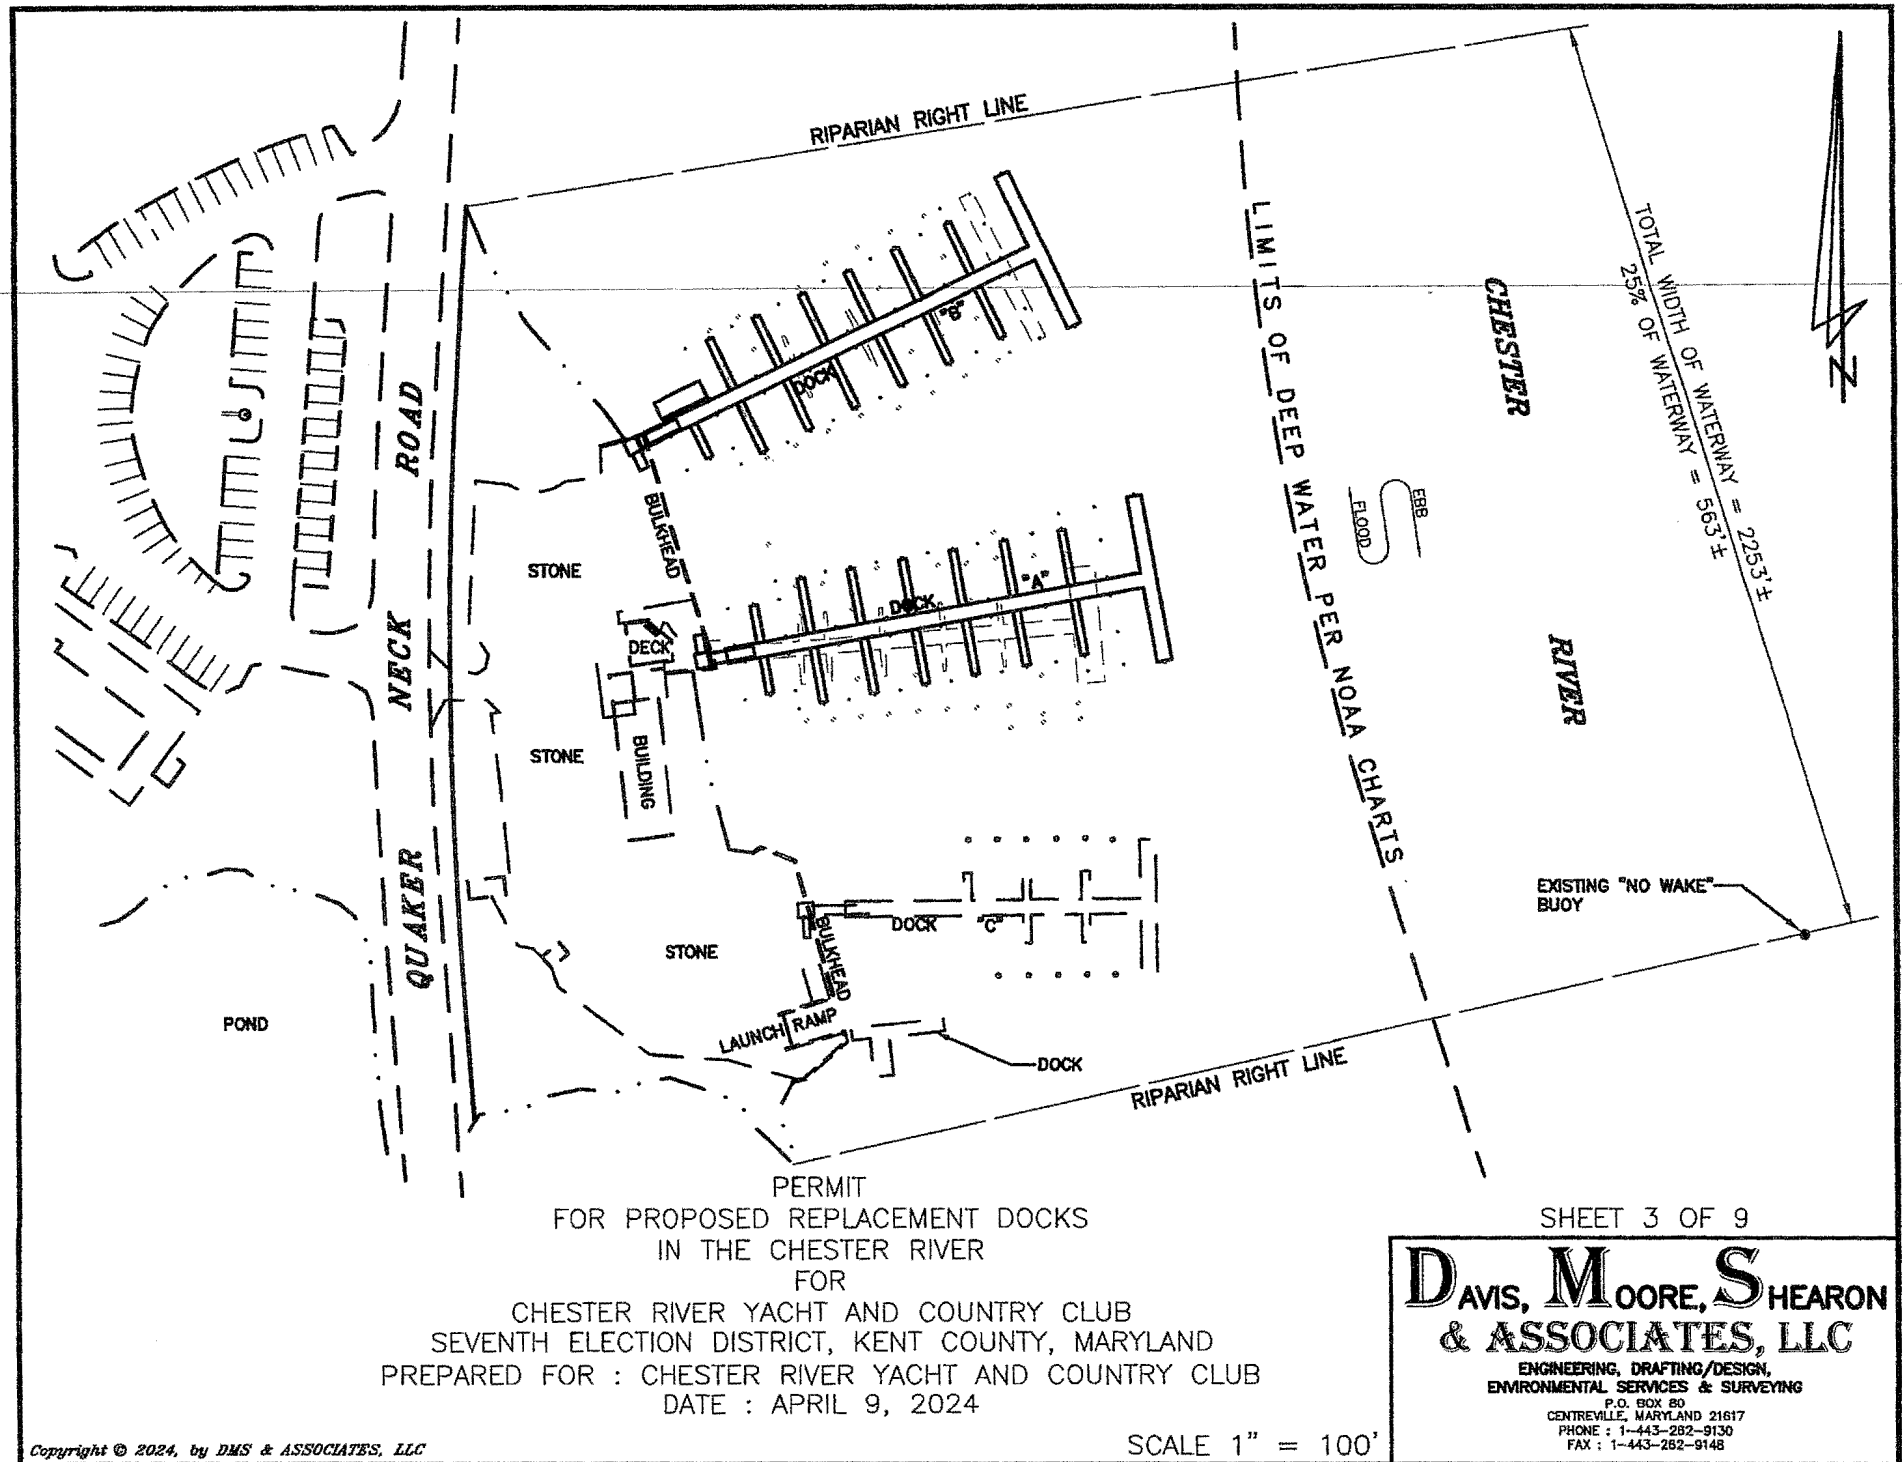 RIPARIAN RIGHT LINE
LIMITS OF DEEP WATER PER NOAA CHARTS
TOTAL WIDTH OF WATERWAY = 2253'±
25% OF WATERWAY = 563'±
N
CHESTER
RIVER
EBB
FLOOD
"B"
DOCK
BULKHEAD
STONE
"A"
DOCK
DECK
BUILDING
STONE
QUAKER NECK ROAD
EXISTING "NO WAKE"
BUOY
DOCK "C"
BULKHEAD
STONE
LAUNCH RAMP
DOCK
POND
RIPARIAN RIGHT LINE
PERMIT
FOR PROPOSED REPLACEMENT DOCKS
IN THE CHESTER RIVER
FOR
CHESTER RIVER YACHT AND COUNTRY CLUB
SEVENTH ELECTION DISTRICT, KENT COUNTY, MARYLAND
PREPARED FOR : CHESTER RIVER YACHT AND COUNTRY CLUB
DATE : APRIL 9, 2024
SCALE 1" = 100'
Copyright © 2024, by DMS & ASSOCIATES, LLC
SHEET 3 OF 9
DAVIS, MOORE, SHEARON
& ASSOCIATES, LLC
ENGINEERING, DRAFTING/DESIGN,
ENVIRONMENTAL SERVICES & SURVEYING
P.O. BOX 80
CENTREVILLE, MARYLAND 21617
PHONE : 1-443-262-9130
FAX : 1-443-262-9148